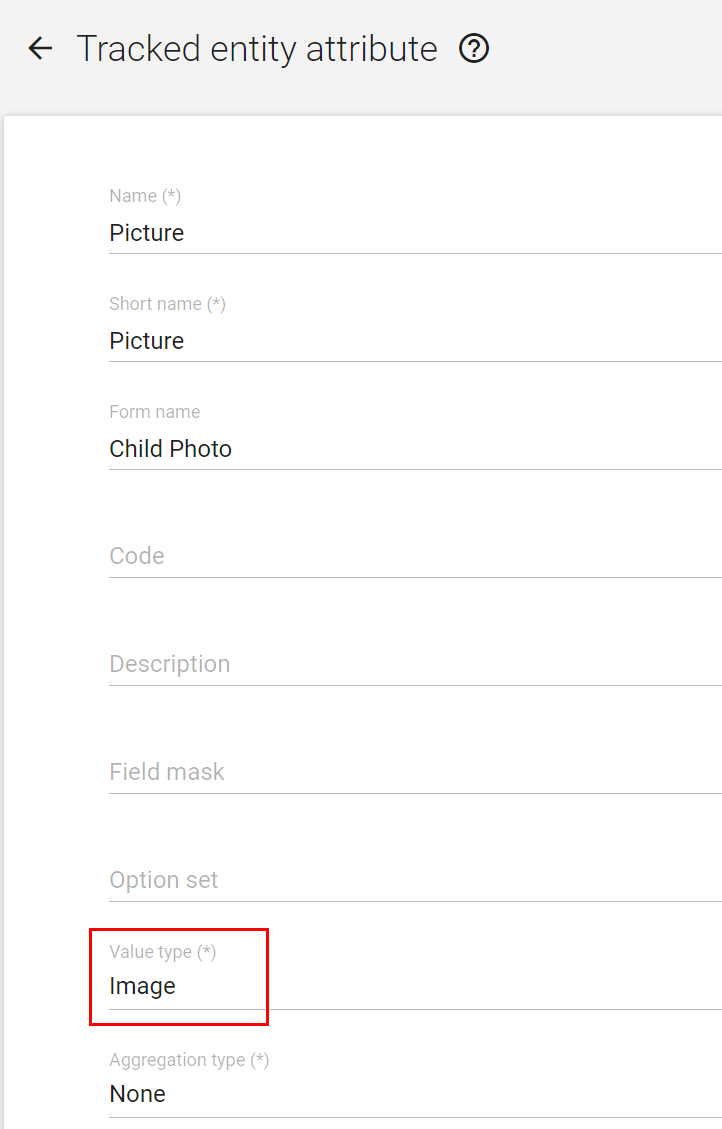 Tracked entity attribute
Name (*)
Picture
Short name (*)
Picture
Form name
Child Photo
Code
Description
Field mask
Option set
Value type (*)
Image
Aggregation type (*)
None